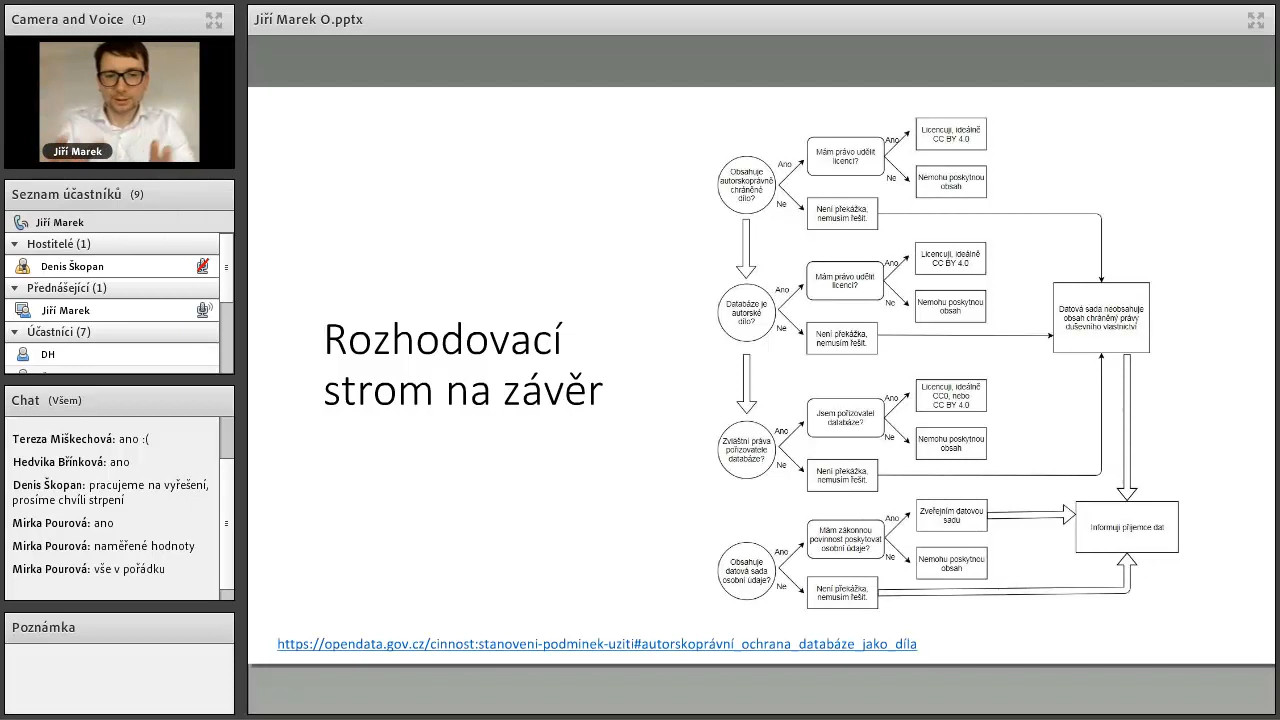 Camera and Voice (1)
Jiří Marek
Seznam účastníků (9)
Jiří Marek
Hostitelé (1)
Denis Škopan
Přednášející (1)
Jiří Marek
Účastníci (7)
DH
Chat (Všem)
Tereza Miškechová: ano :(
Hedvika Břínková: ano
Denis Škopan: pracujeme na vyřešení,
prosíme chvíli strpení
Mirka Pourová: ano
Mirka Pourová: naměřené hodnoty
Mirka Pourová: vše v pořádku
Poznámka
Jiří Marek O.pptx
Rozhodovací
strom na závěr
Obsahuje
autorskoprávně
chráněné
dílo?
Ano
Ne
Mám právo udělit
licenci?
Ano
Ne
Licencuji, ideálně
CC BY 4.0
Nemohu poskytnou
obsah
Není překážka,
nemusím řešit.
Databáze je
autorské
dílo?
Ano
Ne
Mám právo udělit
licenci?
Ano
Ne
Licencuji, ideálně
CC BY 4.0
Nemohu poskytnou
obsah
Není překážka,
nemusím řešit.
Datová sada neobsahuje
obsah chráněný právy
duševního vlastnictví
Zvláštní práva
pořizovatele
databáze?
Ano
Ne
Jsem pořizovatel
databáze?
Ano
Ne
Licencuji, ideálně
CC0, nebo
CC BY 4.0
Nemohu poskytnou
obsah
Není překážka,
nemusím řešit.
Obsahuje
datová sada
osobní údaje?
Ano
Ne
Mám zákonnou
povinnost poskytovat
osobní údaje?
Ano
Ne
Zveřejním datovou
sadu
Nemohu poskytnou
obsah
Není překážka,
nemusím řešit.
Informuji příjemce dat
https://opendata.gov.cz/cinnost:stanoveni-podminek-uziti#autorskoprávní_ochrana_databáze_jako_díla